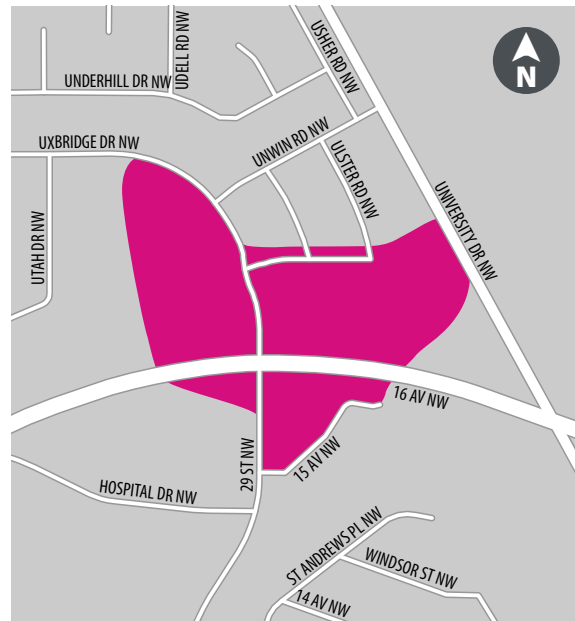 UDELL RD NW
USHER RD NW
N
UNDERHILL DR NW
UXBRIDGE DR NW
UNWIN RD NW
ULSTER RD NW
UTAH DR NW
UNIVERSITY DR NW
16 AV NW
29 ST NW
15 AV NW
HOSPITAL DR NW
ST ANDREWS PL NW
WINDSOR ST NW
14 AV NW